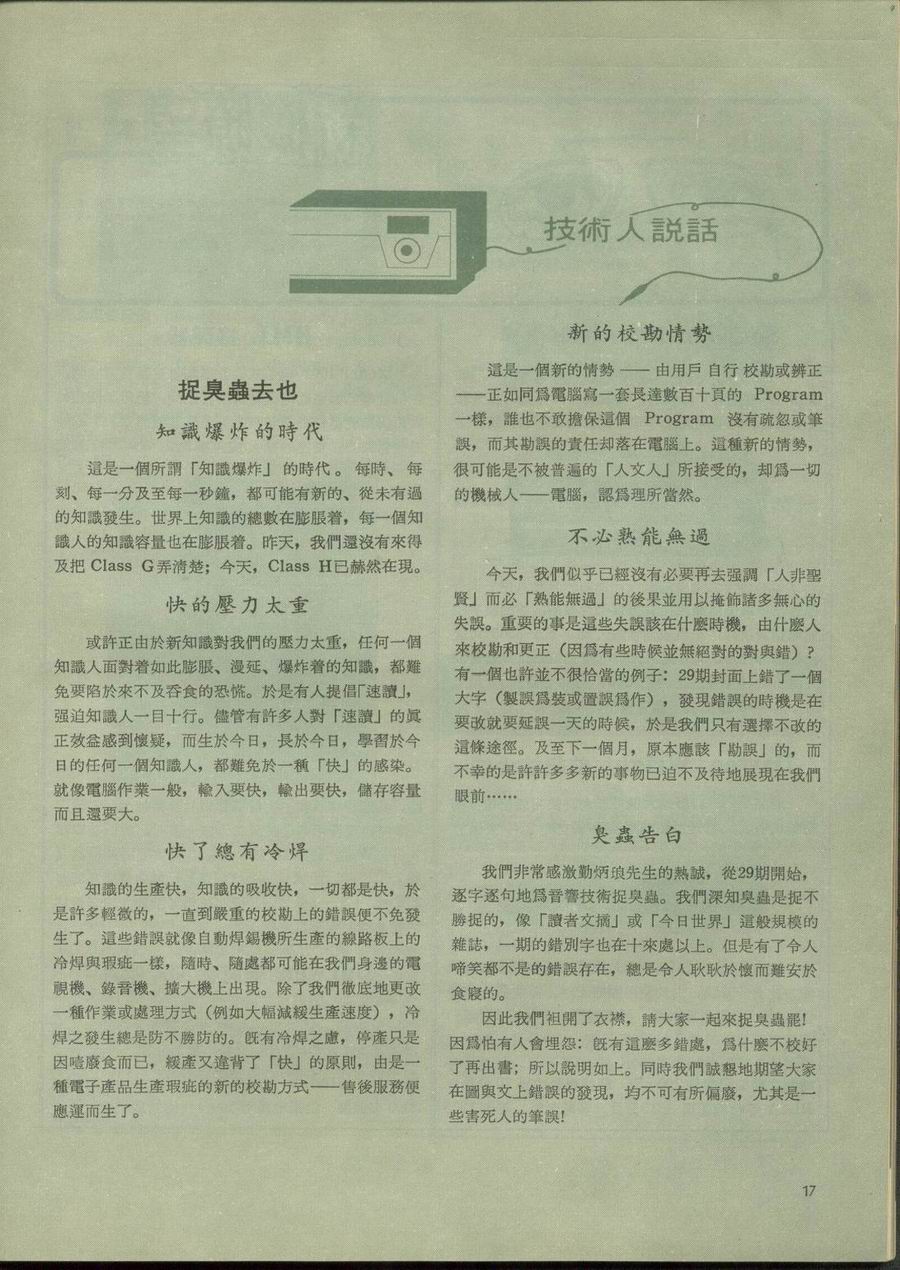 技術人説話
捉臭蟲去也
知識爆炸的時代
這是一個所謂「知識爆炸」的時代。每時、每
刻、每一分及至每一秒鐘，都可能有新的、從未有過
的知識發生。世界上知識的總數在膨脹着，每一個知
識人的知識容量也在膨脹着。昨天，我們還沒有來得
及把 Class G弄清楚；今天，Class H已赫然在現。
快的壓力太重
或許正由於新知識對我們的壓力太重，任何一個
知識人面對着如此膨脹、漫延、爆炸着的知識，都難
免要陷於來不及吞食的恐慌。於是有人提倡「速讀」，
强迫知識人一目十行。儘管有許多人對「速讀」的眞
正效益感到懷疑，而生於今日，長於今日，學習於今
日的任何一個知識人，都難免於一種「快」的感染。
就像電腦作業一般，輸入要快，輸出要快，儲存容量
而且還要大。
快了總有冷焊
知識的生產快，知識的吸收快，一切都是快，於
是許多輕微的，一直到嚴重的校勘上的錯誤便不免發
生了。這些錯誤就像自動焊錫機所生產的線路板上的
冷焊與瑕疵一樣，隨時、隨處都可能在我們身邊的電
視機、錄音機、擴大機上出現。除了我們徹底地更改
一種作業或處理方式（例如大幅減緩生產速度），冷
焊之發生總是防不勝防的。旣有冷焊之慮，停產只是
因噎廢食而已，緩產又違背了「快」的原則，由是一
種電子產品生產瑕疵的新的校勘方式——售後服務便
應運而生了。
新的校勘情勢
這是一個新的情勢 —— 由用戶 自行 校勘或辨正
——正如同爲電腦寫一套長達數百十頁的 Program
一樣，誰也不敢擔保這個 Program 沒有疏忽或筆
誤，而其勘誤的責任却落在電腦上。這種新的情勢，
很可能是不被普遍的「人文人」所接受的，却爲一切
的機械人——電腦，認爲理所當然。
不必熟能無過
今天，我們似乎已經沒有必要再去强調「人非聖
賢」而必「熟能無過」的後果並用以掩飾諸多無心的
失誤。重要的事是這些失誤該在什麼時機，由什麼人
來校勘和更正（因爲有些時候並無絕對的對與錯）？
有一個也許並不很恰當的例子：29期封面上錯了一個
大字（製誤爲裝或置誤爲作），發現錯誤的時機是在
要改就要延誤一天的時候，於是我們只有選擇不改的
這條途徑。及至下一個月，原本應該「勘誤」的，而
不幸的是許許多多新的事物已迫不及待地展現在我們
眼前……
臭蟲告白
我們非常感激勤炳琅先生的熱誠，從29期開始，
逐字逐句地爲音響技術捉臭蟲。我們深知臭蟲是捉不
勝捉的，像「讀者文摘」或「今日世界」這般規模的
雜誌，一期的錯別字也在十來處以上。但是有了令人
啼笑都不是的錯誤存在，總是令人耿耿於懷而難安於
食寢的。
因此我們袒開了衣襟，請大家一起來捉臭蟲罷！
因爲怕有人會埋怨：旣有這麼多錯處，爲什麼不校好
了再出書；所以說明如上。同時我們誠懇地期望大家
在圖與文上錯誤的發現，均不可有所偏廢，尤其是一
些害死人的筆誤！
17